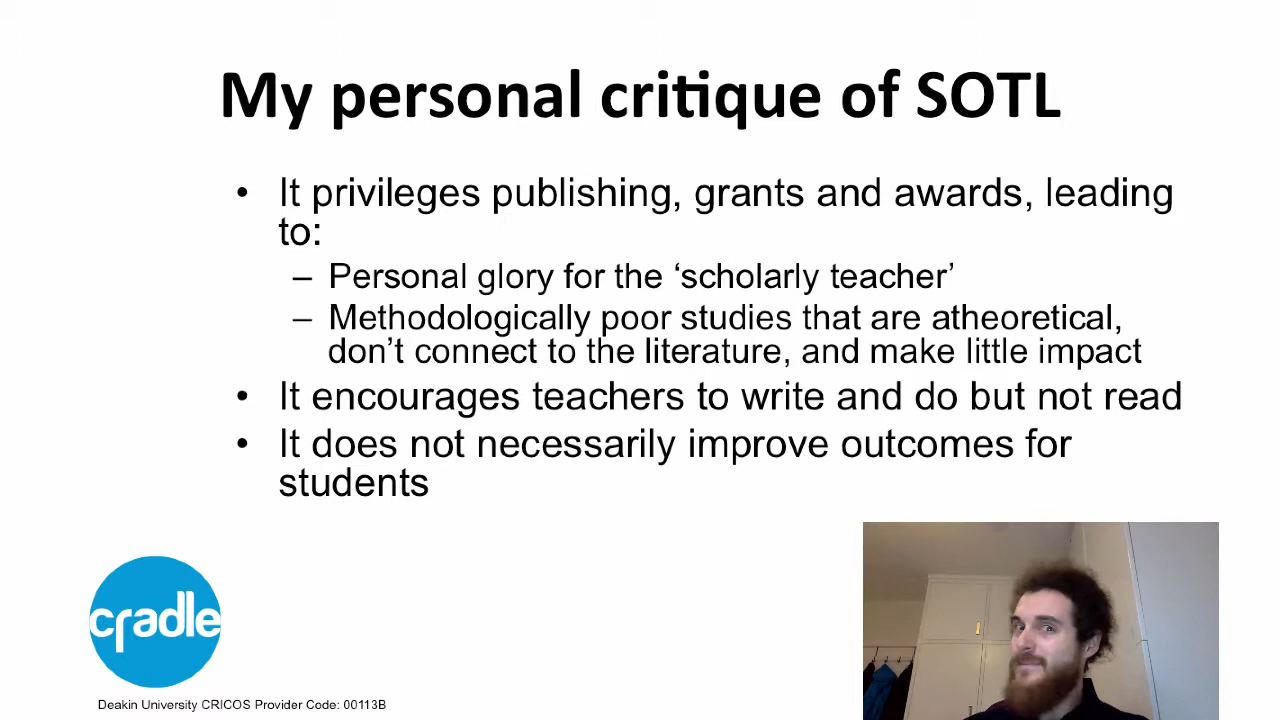 My personal critique of SOTL
• It privileges publishing, grants and awards, leading
to:
– Personal glory for the ‘scholarly teacher’
– Methodologically poor studies that are atheoretical,
don’t connect to the literature, and make little impact
• It encourages teachers to write and do but not read
• It does not necessarily improve outcomes for
students
cradle
Deakin University CRICOS Provider Code: 00113B